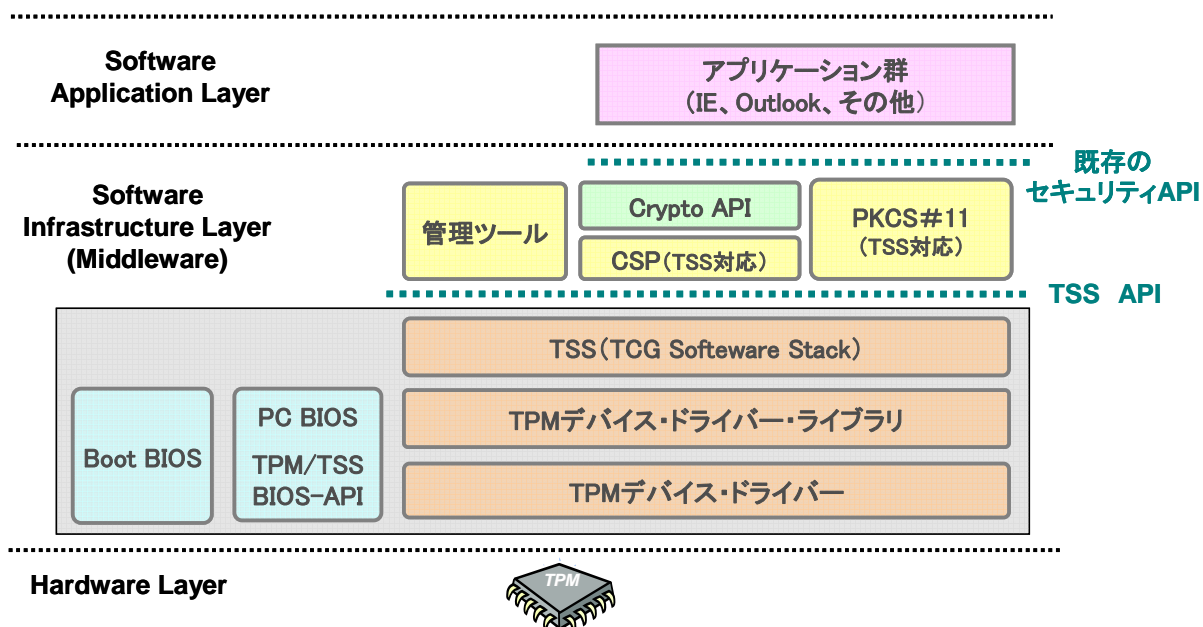 Software
Application Layer
アプリケーション群
(IE、Outlook、その他)
既存の
セキュリティAPI
Software
Infrastructure Layer
(Middleware)
管理ツール
Crypto API
CSP(TSS対応)
PKCS#11
(TSS対応)
TSS API
TSS(TCG Softeware Stack)
Boot BIOS
PC BIOS
TPM/TSS
BIOS-API
TPMデバイス・ドライバー・ライブラリ
TPMデバイス・ドライバー
Hardware Layer
TPM